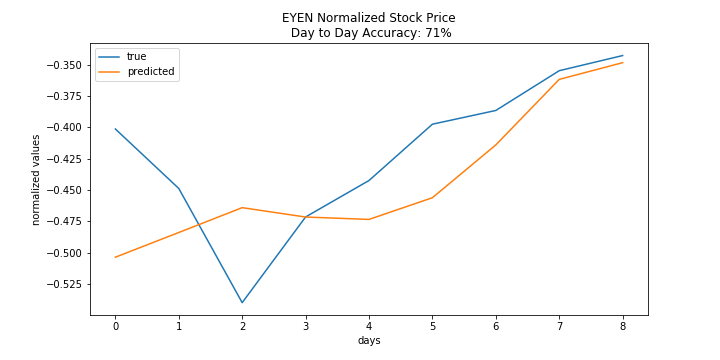 EYEN Normalized Stock Price
Day to Day Accuracy: 71%
true
predicted
normalized values
−0.350
−0.375
−0.400
−0.425
−0.450
−0.475
−0.500
−0.525
0 1 2 3 4 5 6 7 8
days